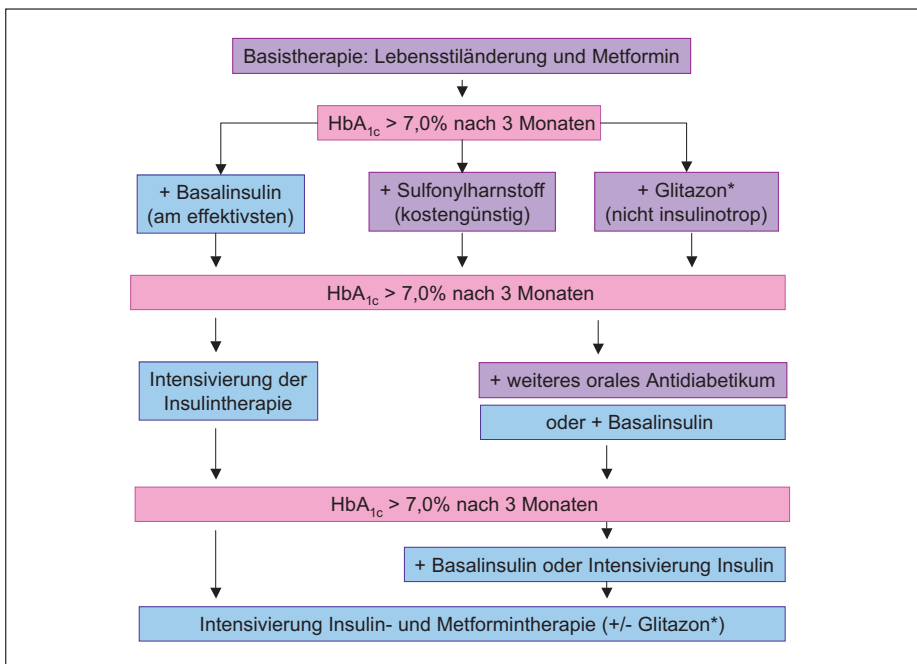 Basistherapie: Lebensstiländerung und Metformin
HbA1c > 7,0% nach 3 Monaten
+ Basalinsulin
(am effektivsten)
+ Sulfonylharnstoff
(kostengünstig)
+ Glitazon*
(nicht insulinotrop)
HbA1c > 7,0% nach 3 Monaten
Intensivierung der
Insulintherapie
+ weiteres orales Antidiabetikum
oder + Basalinsulin
HbA1c > 7,0% nach 3 Monaten
+ Basalinsulin oder Intensivierung Insulin
Intensivierung Insulin- und Metformintherapie (+/- Glitazon*)